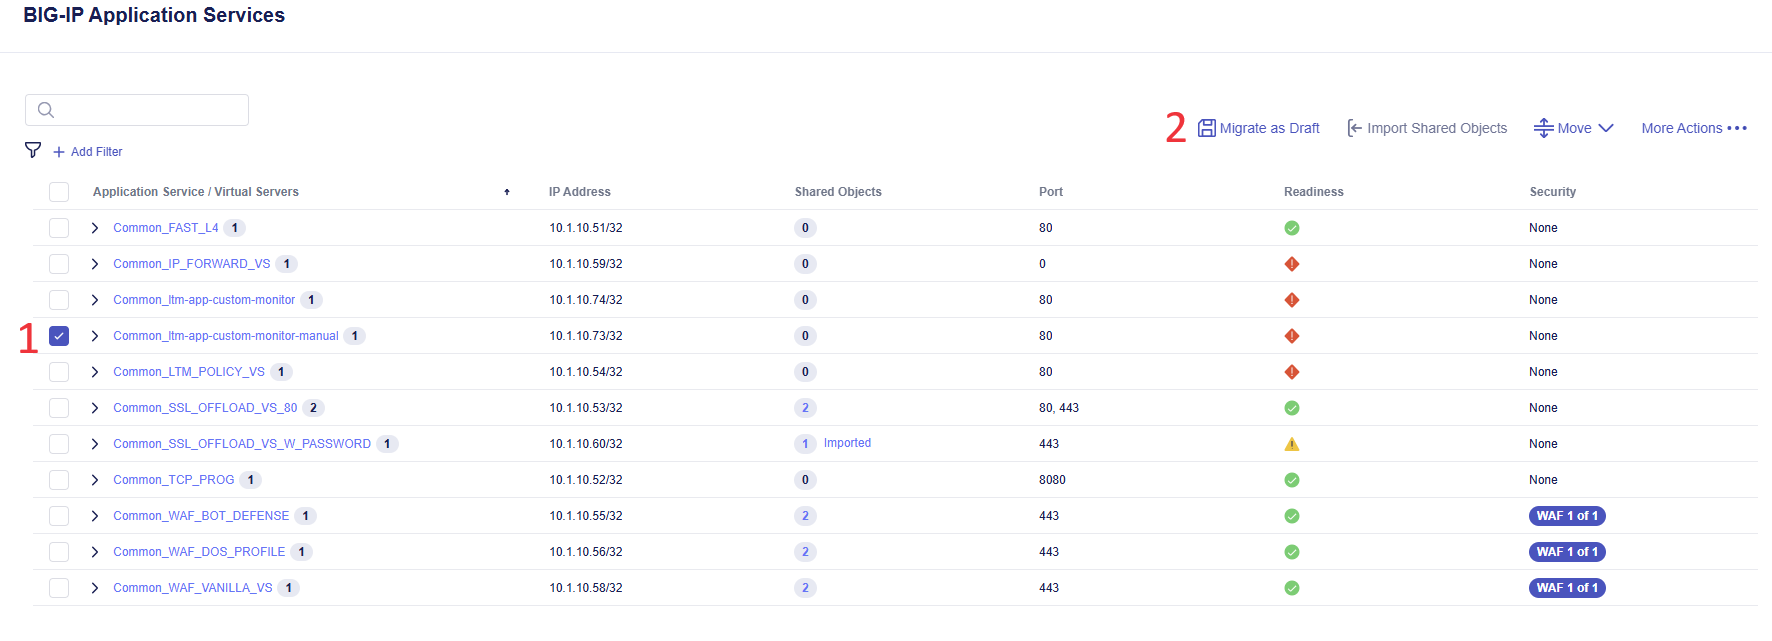 BIG-IP Application Services
2 Migrate as Draft Import Shared Objects Move More Actions •••
+ Add Filter
Application Service / Virtual Servers IP Address Shared Objects Port Readiness Security
Common_FAST_L4 1 10.1.10.51/32 0 80 None
Common_IP_FORWARD_VS 1 10.1.10.59/32 0 0 None
Common_ltm-app-custom-monitor 1 10.1.10.74/32 0 80 None
1 Common_ltm-app-custom-monitor-manual 1 10.1.10.73/32 0 80 None
Common_LTM_POLICY_VS 1 10.1.10.54/32 0 80 None
Common_SSL_OFFLOAD_VS_80 2 10.1.10.53/32 2 80, 443 None
Common_SSL_OFFLOAD_VS_W_PASSWORD 1 10.1.10.60/32 1 Imported 443 None
Common_TCP_PROG 1 10.1.10.52/32 0 8080 None
Common_WAF_BOT_DEFENSE 1 10.1.10.55/32 2 443 WAF 1 of 1
Common_WAF_DOS_PROFILE 1 10.1.10.56/32 2 443 WAF 1 of 1
Common_WAF_VANILLA_VS 1 10.1.10.58/32 2 443 WAF 1 of 1